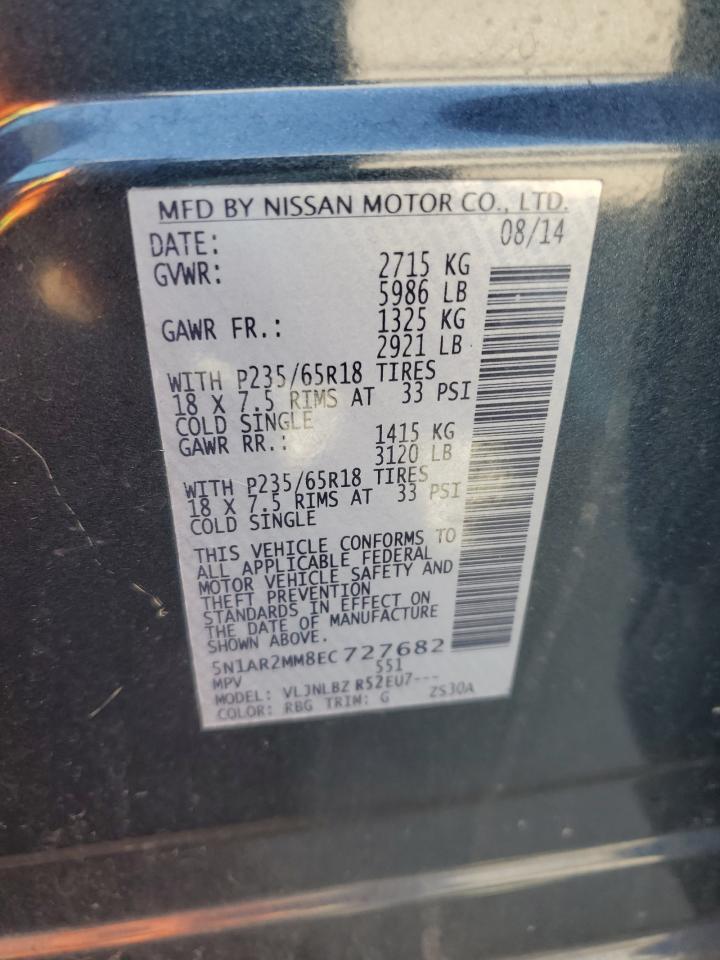 MFD BY NISSAN MOTOR CO., LTD.
DATE: 08/14
GVWR: 2715 KG
5986 LB
GAWR FR.: 1325 KG
2921 LB
WITH P235/65R18 TIRES
18 X 7.5 RIMS AT 33 PSI
COLD SINGLE
GAWR RR.: 1415 KG
3120 LB
WITH P235/65R18 TIRES
18 X 7.5 RIMS AT 33 PSI
COLD SINGLE
THIS VEHICLE CONFORMS TO
ALL APPLICABLE FEDERAL
MOTOR VEHICLE SAFETY AND
THEFT PREVENTION
STANDARDS IN EFFECT ON
THE DATE OF MANUFACTURE
SHOWN ABOVE.
5N1AR2MM8EC727682
MPV 551
MODEL: VLJNLBZ R52EU7---
COLOR: RBG TRIM: G ZS30A